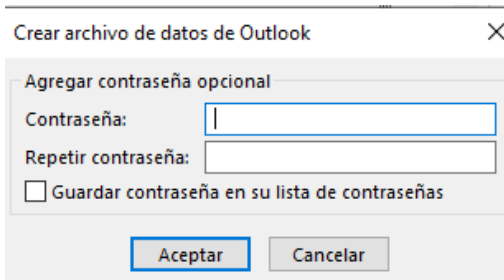 Crear archivo de datos de Outlook
Agregar contraseña opcional
Contraseña:
Repetir contraseña:
Guardar contraseña en su lista de contraseñas
Aceptar Cancelar